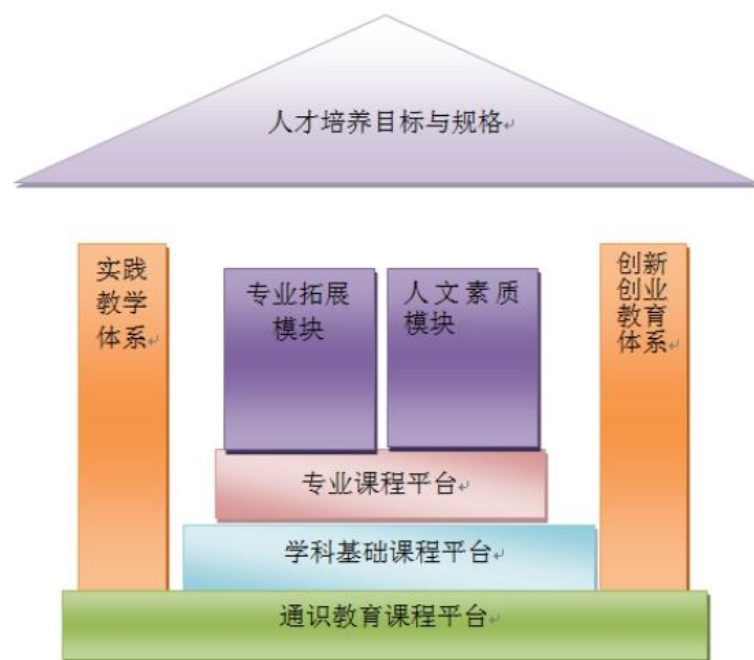 人才培养目标与规格
实践
教学
体系
专业拓展
模块
人文素质
模块
创新
创业
教育
体系
专业课程平台
学科基础课程平台
通识教育课程平台